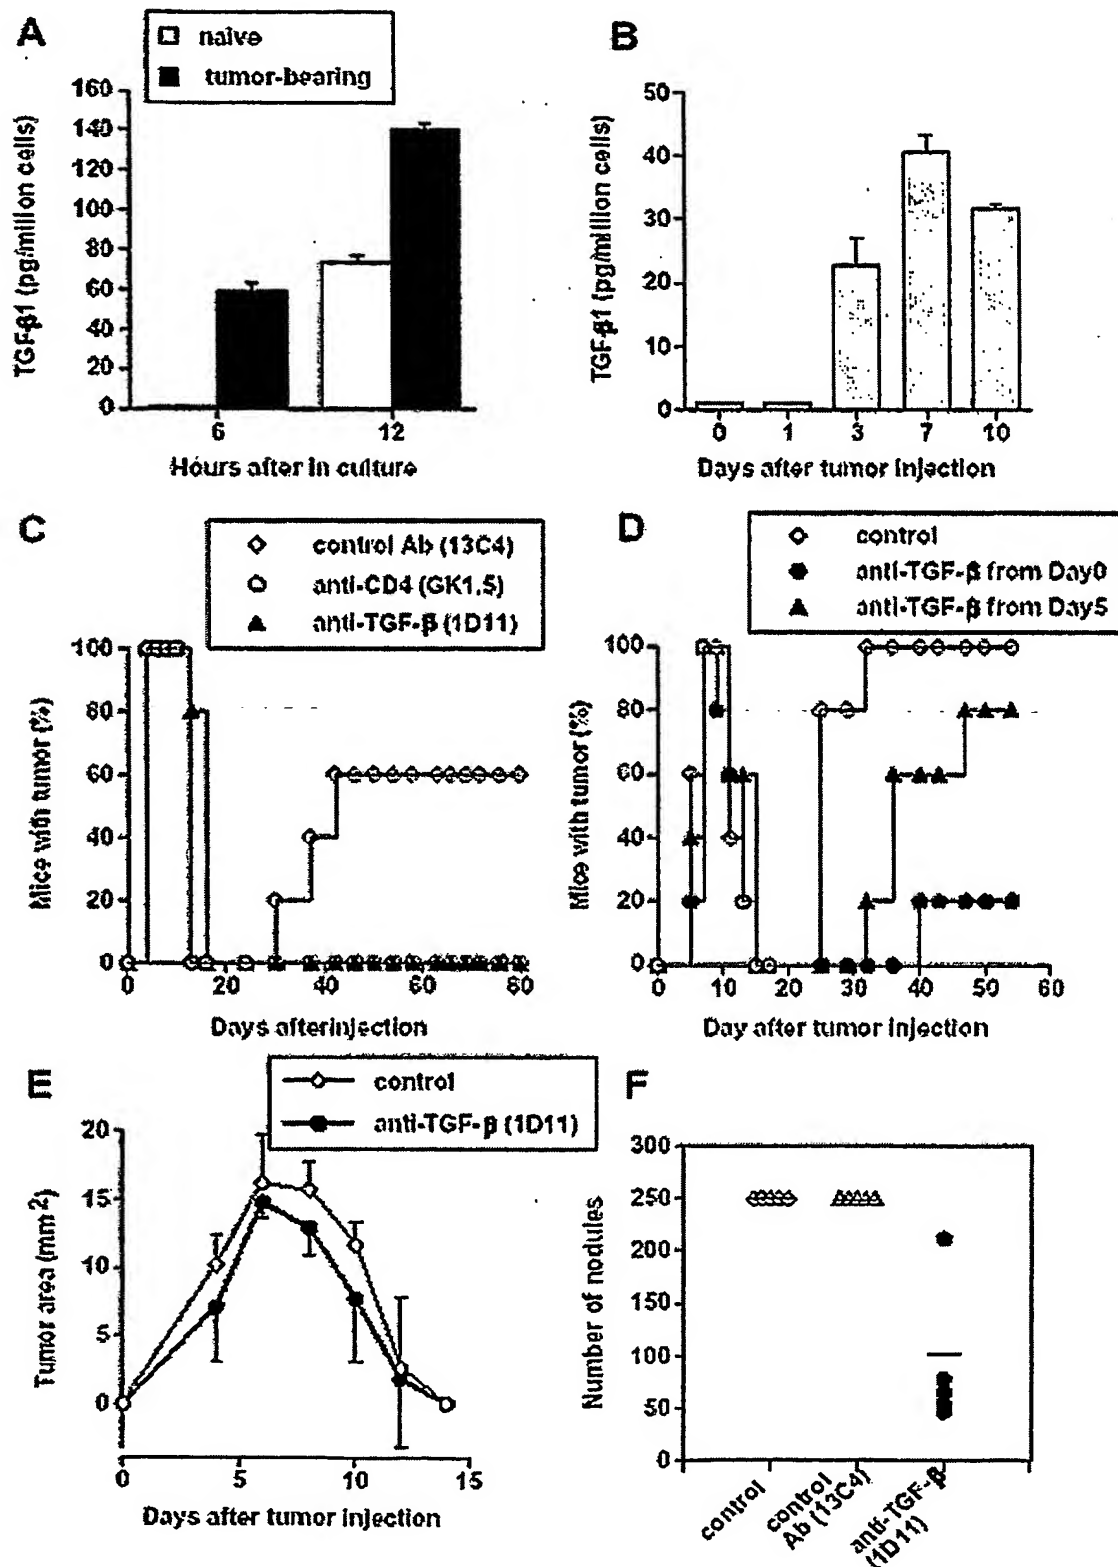 A
naive
tumor-bearing
TGF-β1 (pg/million cells)
160
140
120
100
80
60
40
20
0
6
12
Hours after in culture
B
TGF-β1 (pg/million cells)
50
40
30
20
10
0
0
1
3
7
10
Days after tumor injection
C
control Ab (13C4)
anti-CD4 (GK1.5)
anti-TGF-β (1D11)
Mice with tumor (%)
100
80
60
40
20
0
0
20
40
60
80
Days afterinjection
D
control
anti-TGF-β from Day0
anti-TGF-β from Day5
Mice with tumor (%)
100
80
60
40
20
0
0
10
20
30
40
50
60
Day after tumor injection
E
control
anti-TGF-β (1D11)
Tumor area (mm2)
20
15
10
5
0
0
5
10
15
Days after tumor injection
F
Number of nodules
300
250
200
150
100
50
0
control
control
Ab (13C4)
anti-TGF-β
(1D11)